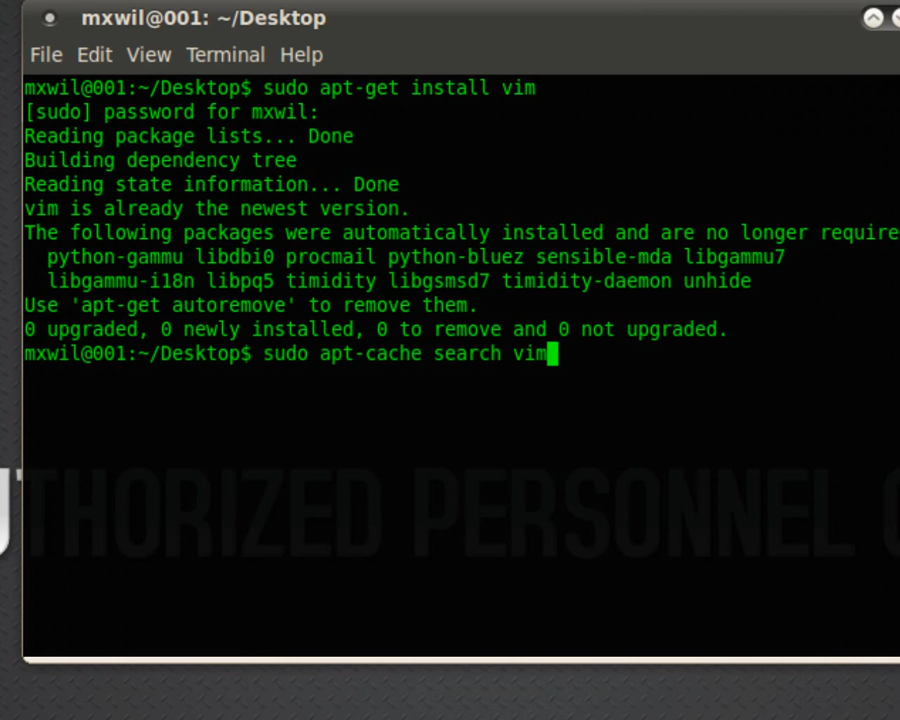 mxwil@001: ~/Desktop
File Edit View Terminal Help
mxwil@001:~/Desktop$ sudo apt-get install vim
[sudo] password for mxwil:
Reading package lists... Done
Building dependency tree
Reading state information... Done
vim is already the newest version.
The following packages were automatically installed and are no longer require
  python-gammu libdbi0 procmail python-bluez sensible-mda libgammu7
  libgammu-i18n libpq5 timidity libgsmsd7 timidity-daemon unhide
Use 'apt-get autoremove' to remove them.
0 upgraded, 0 newly installed, 0 to remove and 0 not upgraded.
mxwil@001:~/Desktop$ sudo apt-cache search vim
UTHORIZED PERSONNEL